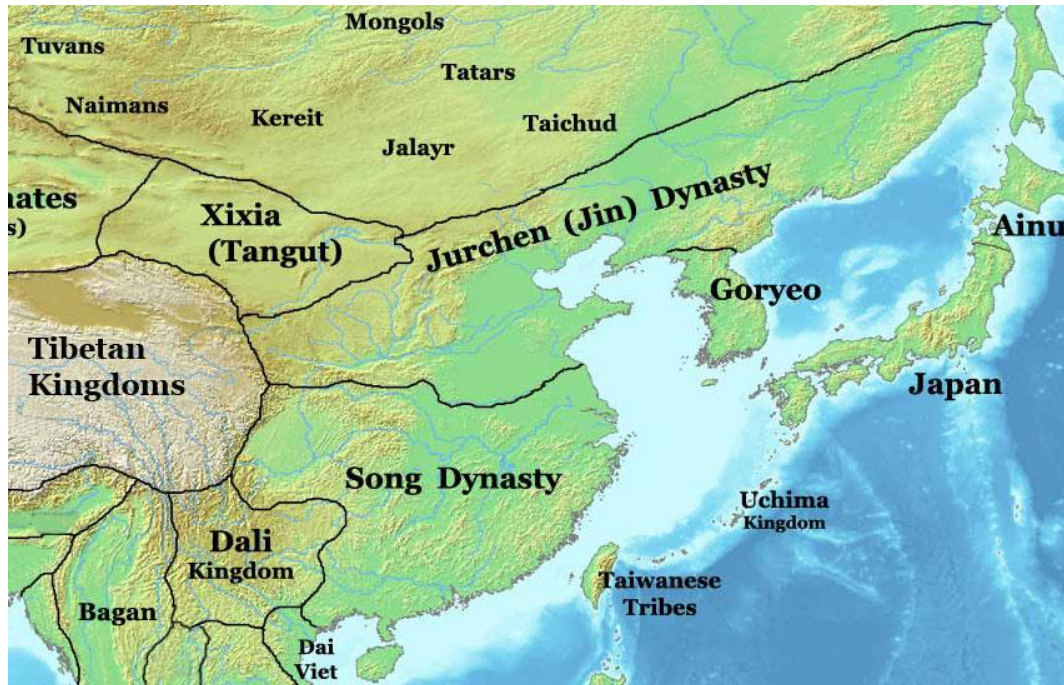 Mongols
Tuvans
Tatars
Naimans
Kereit
Taichud
Jalayr
nates
s)
Xixia
(Tangut)
Jurchen (Jin) Dynasty
Ainu
Goryeo
Tibetan
Kingdoms
Japan
Song Dynasty
Uchima
Kingdom
Dali
Kingdom
Taiwanese
Tribes
Bagan
Dai
Viet